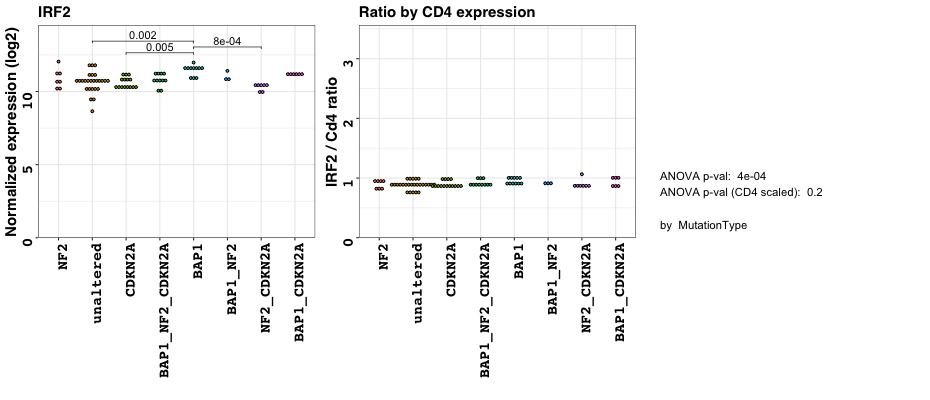 IRF2
Normalized expression (log2)
0
5
10
0.002
0.005
8e-04
NF2
unaltered
CDKN2A
BAP1_NF2_CDKN2A
BAP1
BAP1_NF2
NF2_CDKN2A
BAP1_CDKN2A
Ratio by CD4 expression
IRF2 / Cd4 ratio
0
1
2
3
NF2
unaltered
CDKN2A
BAP1_NF2_CDKN2A
BAP1
BAP1_NF2
NF2_CDKN2A
BAP1_CDKN2A
ANOVA p-val: 4e-04
ANOVA p-val (CD4 scaled): 0.2
by MutationType